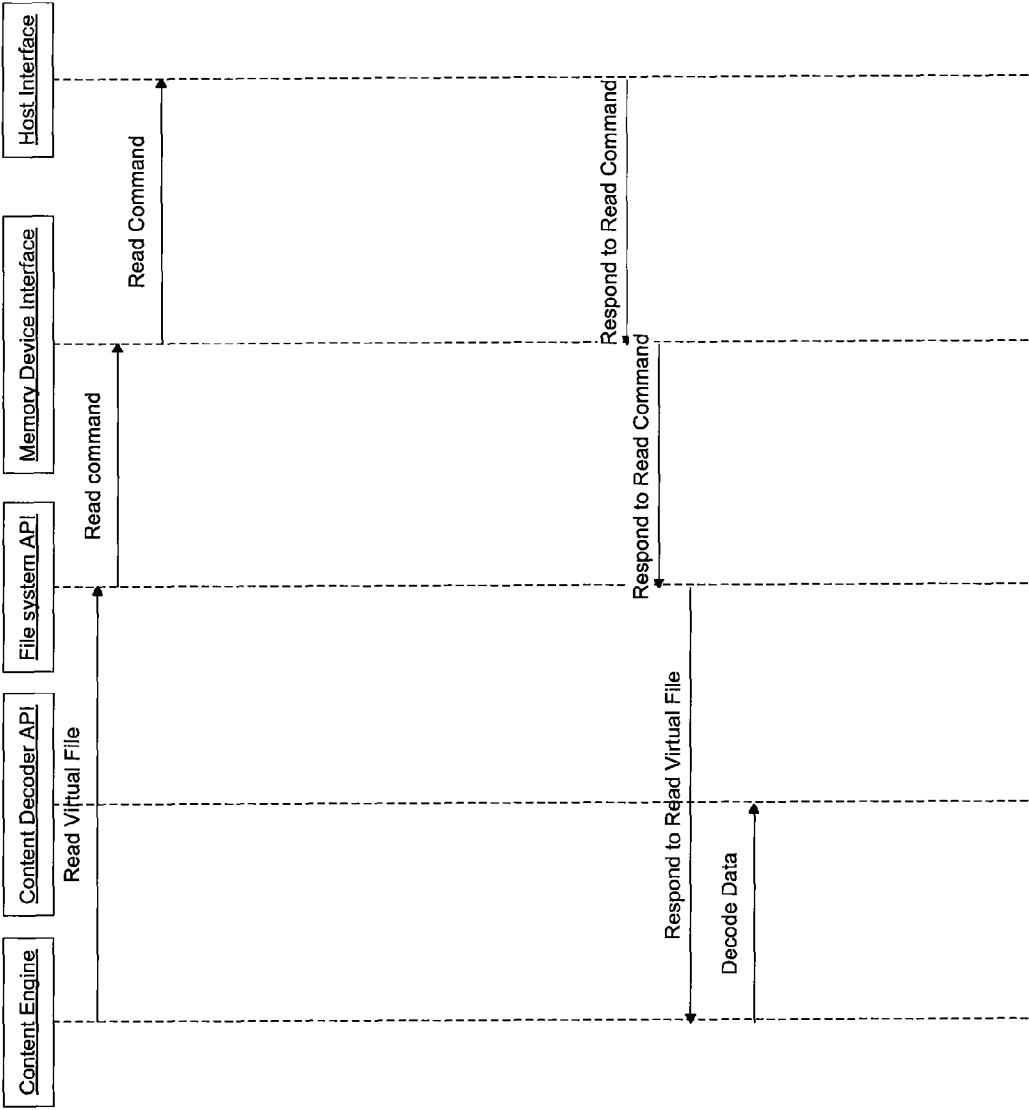 Content Engine
Content Decoder API
File system API
Memory Device Interface
Host Interface
Read Virtual File
Read command
Read Command
Respond to Read Command
Respond to Read Command
Respond to Read Virtual File
Decode Data